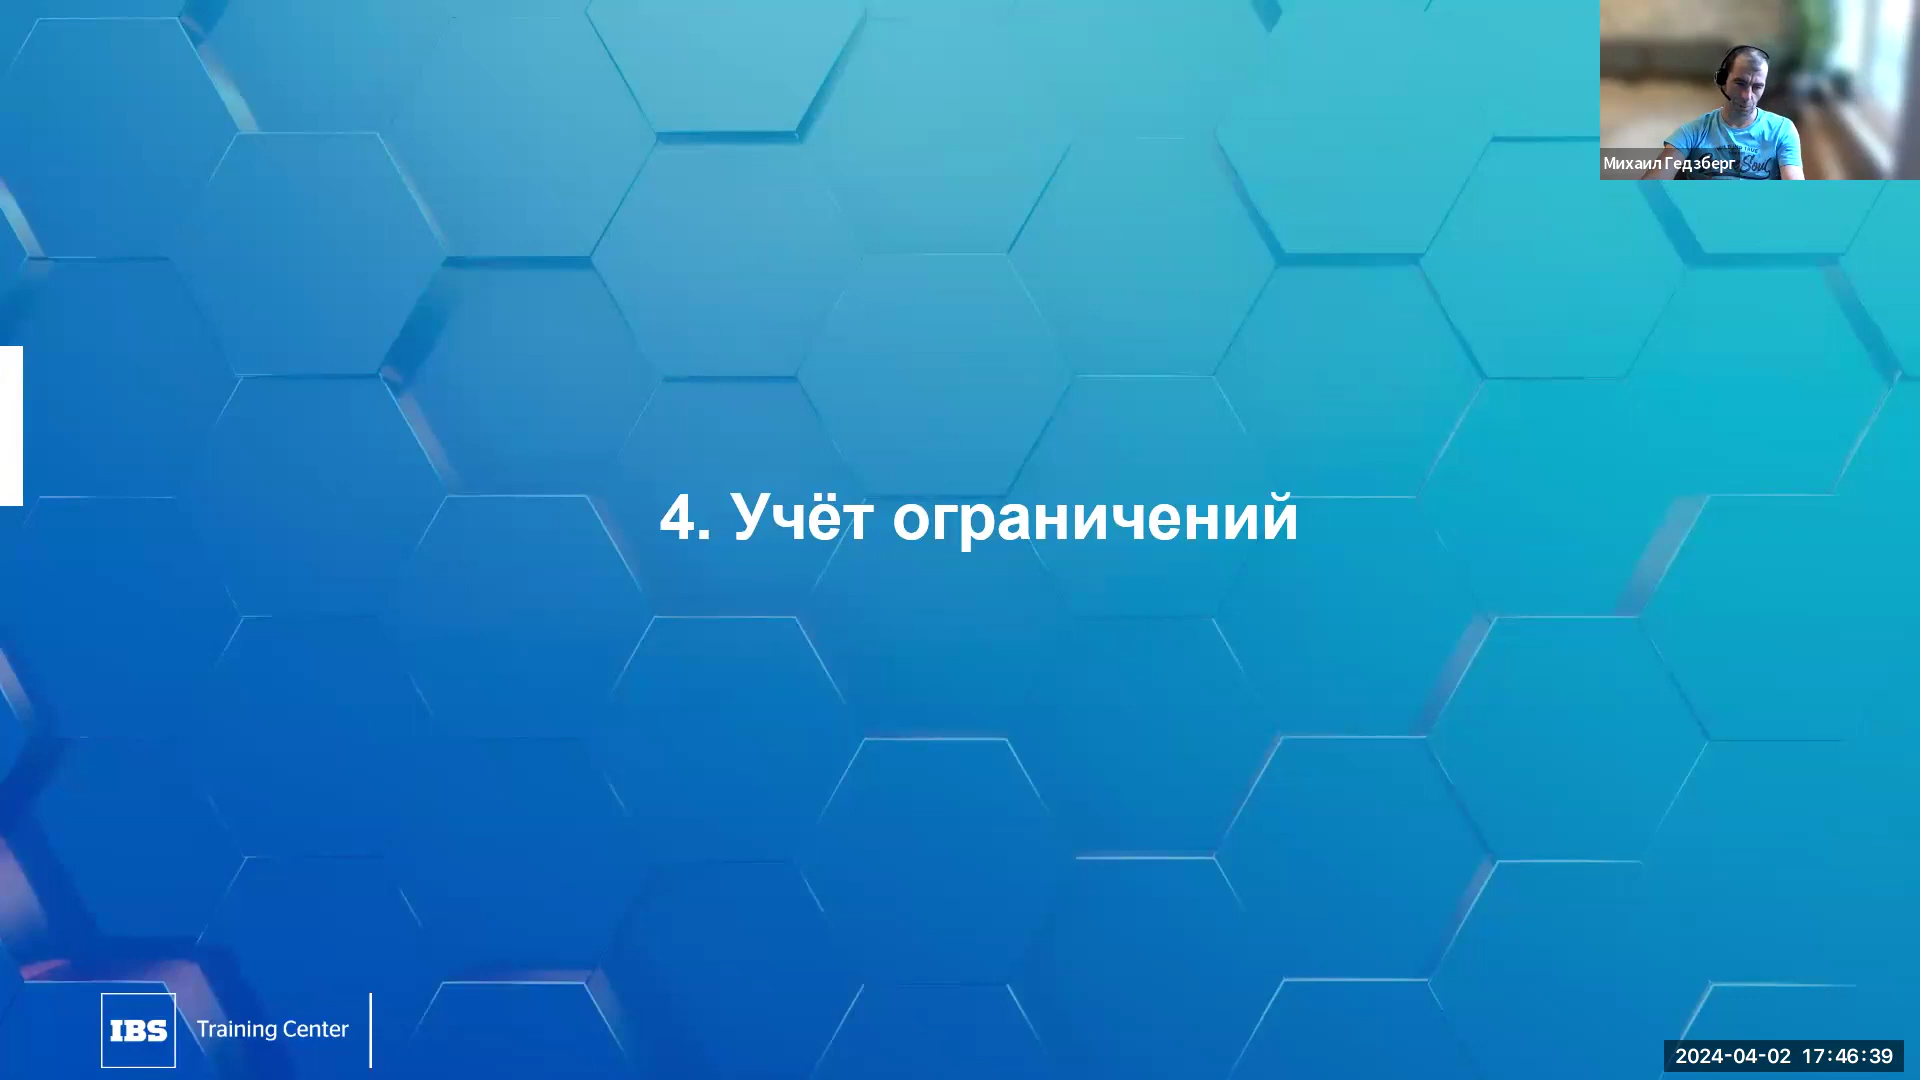 Михаил Гедзберг
4. Учёт ограничений
IBS Training Center
2024-04-02 17:46:39